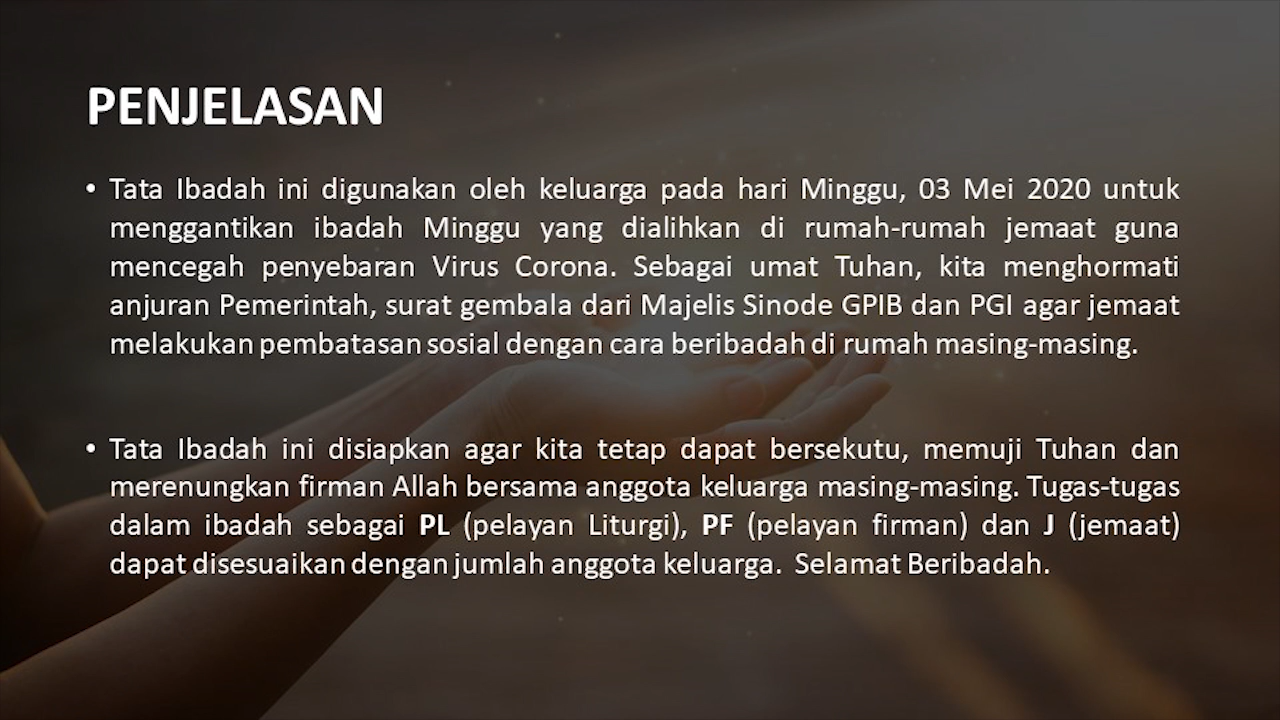 PENJELASAN
• Tata Ibadah ini digunakan oleh keluarga pada hari Minggu, 03 Mei 2020 untuk
menggantikan ibadah Minggu yang dialihkan di rumah-rumah jemaat guna
mencegah penyebaran Virus Corona. Sebagai umat Tuhan, kita menghormati
anjuran Pemerintah, surat gembala dari Majelis Sinode GPIB dan PGI agar jemaat
melakukan pembatasan sosial dengan cara beribadah di rumah masing-masing.
• Tata Ibadah ini disiapkan agar kita tetap dapat bersekutu, memuji Tuhan dan
merenungkan firman Allah bersama anggota keluarga masing-masing. Tugas-tugas
dalam ibadah sebagai PL (pelayan Liturgi), PF (pelayan firman) dan J (jemaat)
dapat disesuaikan dengan jumlah anggota keluarga. Selamat Beribadah.